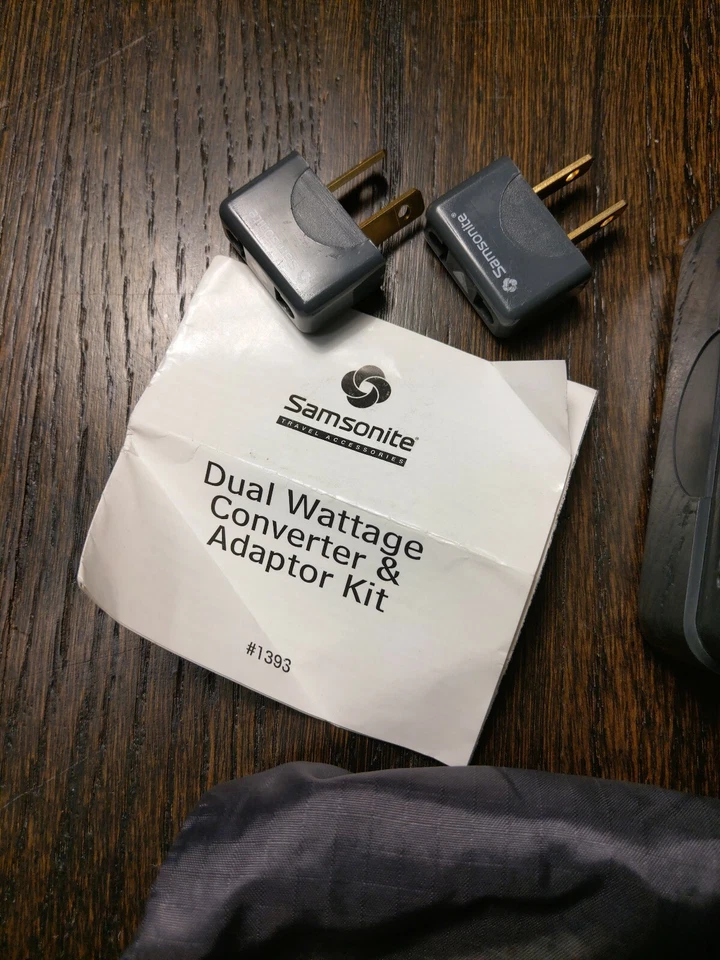 Samsonite®
Samsonite®
TRAVEL ACCESSORIES
Dual Wattage
Converter &
Adaptor Kit
#1393